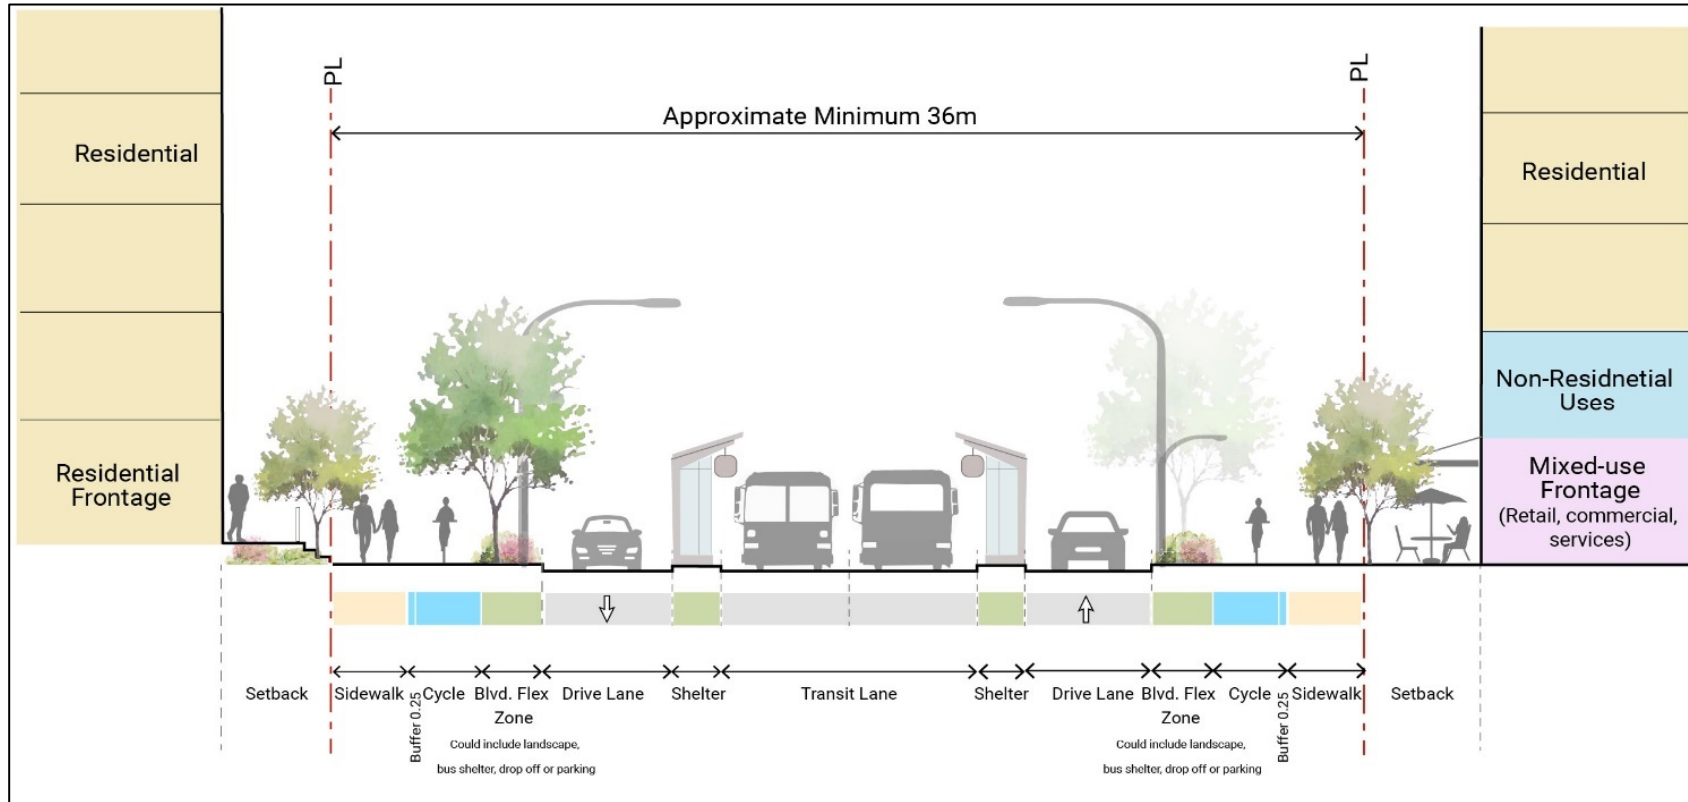 PL
PL
Approximate Minimum 36m
Residential
Residential
Non-Residnetial
Uses
Residential
Frontage
Mixed-use
Frontage
(Retail, commercial,
services)
Setback
Sidewalk
Buffer 0.25
Cycle
Blvd. Flex
Zone
Could include landscape,
bus shelter, drop off or parking
Drive Lane
Shelter
Transit Lane
Shelter
Drive Lane
Blvd. Flex
Zone
Could include landscape,
bus shelter, drop off or parking
Cycle
Buffer 0.25
Sidewalk
Setback